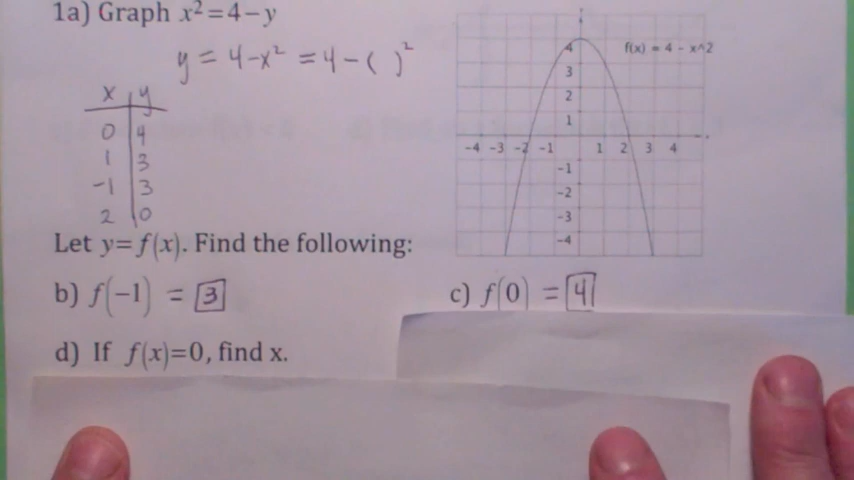 1a) Graph x²=4−y
y = 4-x² = 4-( )²
x y
0 4
1 3
-1 3
2 0
f(x) = 4 - x^2
4
3
2
1
-4 -3 -2 -1 1 2 3 4
-1
-2
-3
-4
Let y=f(x). Find the following:
b) f(−1) = 3
c) f(0) = 4
d) If f(x)=0, find x.